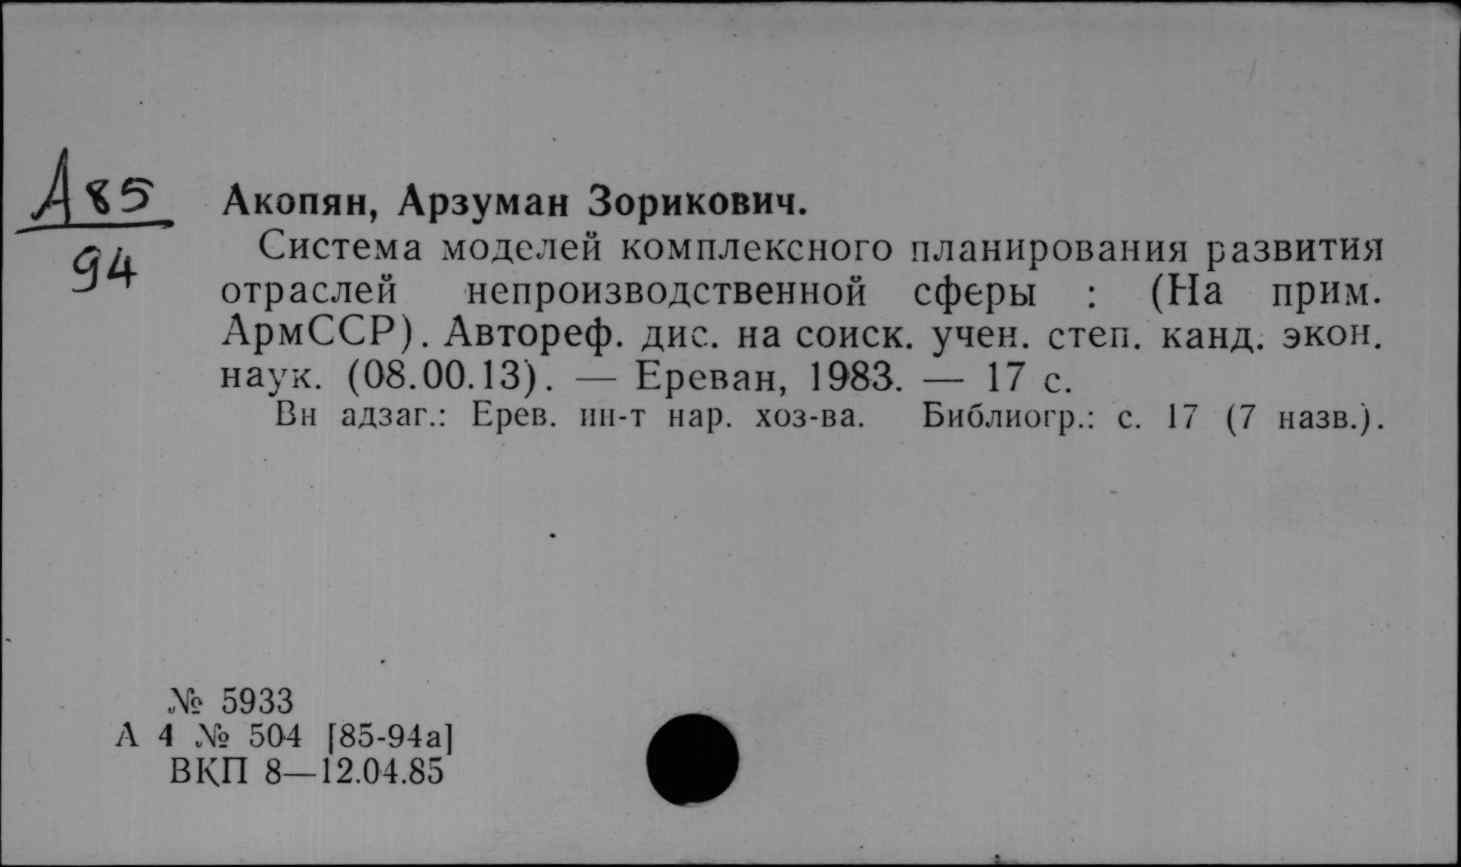 А85
94
Акопян, Арзуман Зорикович.
Система моделей комплексного планирования развития
отраслей непроизводственной сферы : (На прим.
АрмССР). Автореф. дис. на соиск. учен. степ. канд. экон.
наук. (08.00.13). — Ереван, 1983. — 17 с.
Вн адзаг.: Ерев. ин-т нар. хоз-ва. Библиогр.: с. 17 (7 назв.).
№ 5933
А 4 № 504 [85-94а]
ВКП 8—12.04.85